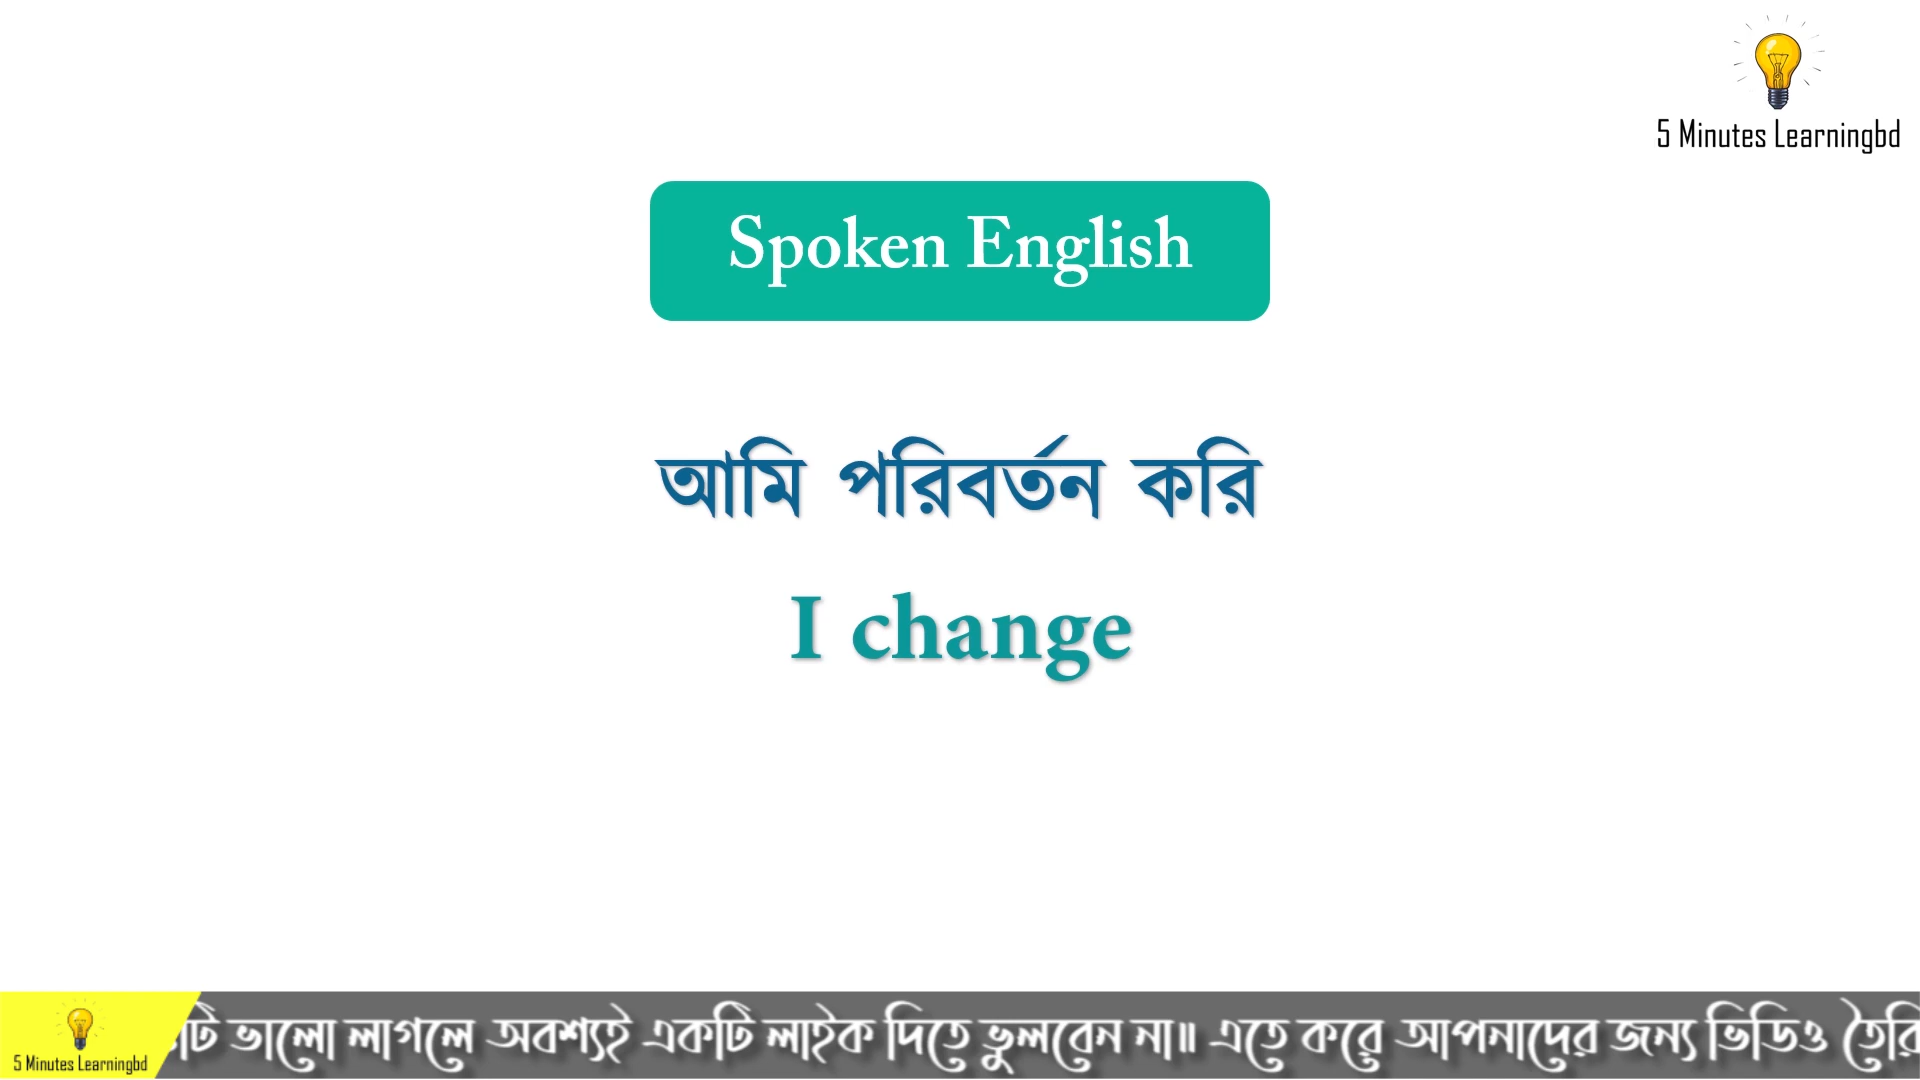 5 Minutes Learningbd
Spoken English
আমি পরিবর্তন করি
I change
5 Minutes Learningbd
টি ভালো লাগলে অবশ্যই একটি লাইক দিতে ভুলবেন না॥ এতে করে আপনাদের জন্য ভিডিও তৈরি